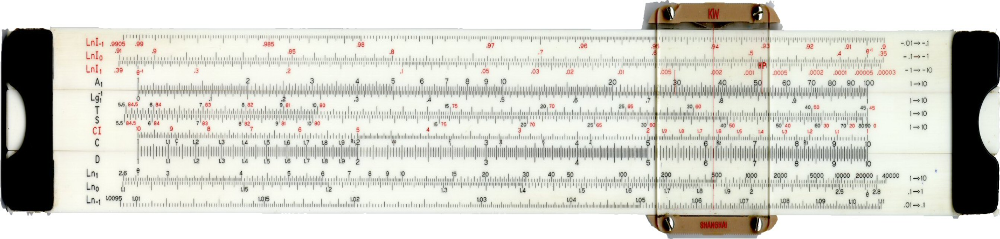 KW
LnI-1 .9905 .99 .985 .98 .97 .96 .95 .94 .93 .92 .91 .9 -.01→-.1
LnI0 .91 .9 .85 .8 .7 .6 .5 .4 e-1 .35 -.1→-1
LnI1 .39 e-1 .3 .2 .1 .05 .03 .02 .01 .005 .002 .001 HP .0005 .0002 .0001 .00005 .00003 -1→-10
A1 1 2 3 4 5 6 7 8 9 10 20 30 40 50 60 70 80 90 100 1→10
Lg1-1 0 .1 .2 .3 .4 .5 .6 .7 .8 .9 1→10
T 5.5 84.5 6 84 7 83 8 82 9 81 10 80 15 75 20 70 25 65 30 60 40 50 45 45 1→10
S 5.5 84.5 6 84 7 83 8 82 9 81 10 80 15 75 20 70 25 65 30 60 40 50 50 40 60 30 70 20 80 90 0 1→10
CI 10 9 8 7 6 5 4 3 2 1.9 1.8 1.7 1.6 1.5 1.4 1.3 1.2 1.1 1
C 1 1.1 C 1.2 1.3 1.4 1.5 1.6 1.7 1.8 1.9 R1 2 3 4 5 6 R2 7 8 R3 9 10
D 1 1.1 1.2 1.3 1.4 1.5 1.6 1.7 1.8 1.9 2 3 4 5 6 7 8 9 10
Ln1 2.6 e 3 4 5 6 7 8 9 10 15 20 30 40 50 100 200 500 1000 2000 5000 10000 20000 40000 1→10
Ln0 1.1 1.15 1.2 1.3 1.4 1.5 1.6 1.7 1.8 1.9 2 2.5 e 2.8 .1→1
Ln-1 1.0095 1.01 1.015 1.02 1.03 1.04 1.05 1.06 1.07 1.08 1.09 1.10 1.11 .01→.1
SHANGHAI